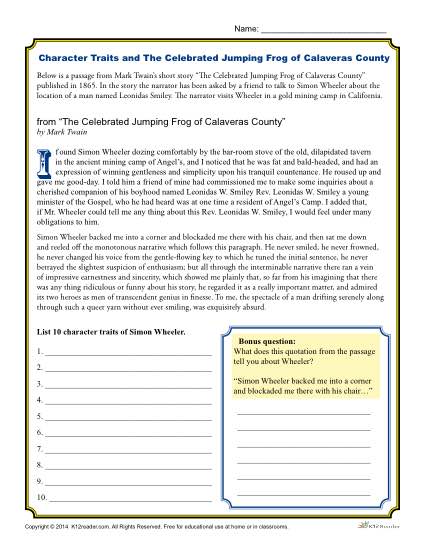 Name:
Character Traits and The Celebrated Jumping Frog of Calaveras County
Below is a passage from Mark Twain's short story "The Celebrated Jumping Frog of Calaveras County"
published in 1865. In the story the narrator has been asked by a friend to talk to Simon Wheeler about the
location of a man named Leonidas Smiley. The narrator visits Wheeler in a gold mining camp in California.
from "The Celebrated Jumping Frog of Calaveras County"
by Mark Twain
I found Simon Wheeler dozing comfortably by the bar-room stove of the old, dilapidated tavern
in the ancient mining camp of Angel's, and I noticed that he was fat and bald-headed, and had an
expression of winning gentleness and simplicity upon his tranquil countenance. He roused up and
gave me good-day. I told him a friend of mine had commissioned me to make some inquiries about a
cherished companion of his boyhood named Leonidas W. Smiley Rev. Leonidas W. Smiley a young
minister of the Gospel, who he had heard was at one time a resident of Angel's Camp. I added that,
if Mr. Wheeler could tell me any thing about this Rev. Leonidas W. Smiley, I would feel under many
obligations to him.
Simon Wheeler backed me into a corner and blockaded me there with his chair, and then sat me down
and reeled off the monotonous narrative which follows this paragraph. He never smiled, he never frowned,
he never changed his voice from the gentle-flowing key to which he tuned the initial sentence, he never
betrayed the slightest suspicion of enthusiasm; but all through the interminable narrative there ran a vein
of impressive earnestness and sincerity, which showed me plainly that, so far from his imagining that there
was any thing ridiculous or funny about his story, he regarded it as a really important matter, and admired
its two heroes as men of transcendent genius in finesse. To me, the spectacle of a man drifting serenely along
through such a queer yarn without ever smiling, was exquisitely absurd.
List 10 character traits of Simon Wheeler.
1.
2.
3.
4.
5.
6.
7.
8.
9.
10.
Bonus question:
What does this quotation from the passage
tell you about Wheeler?
"Simon Wheeler backed me into a corner
and blockaded me there with his chair…"
Copyright © 2014 K12reader.com. All Rights Reserved. Free for educational use at home or in classrooms.
K12Reader